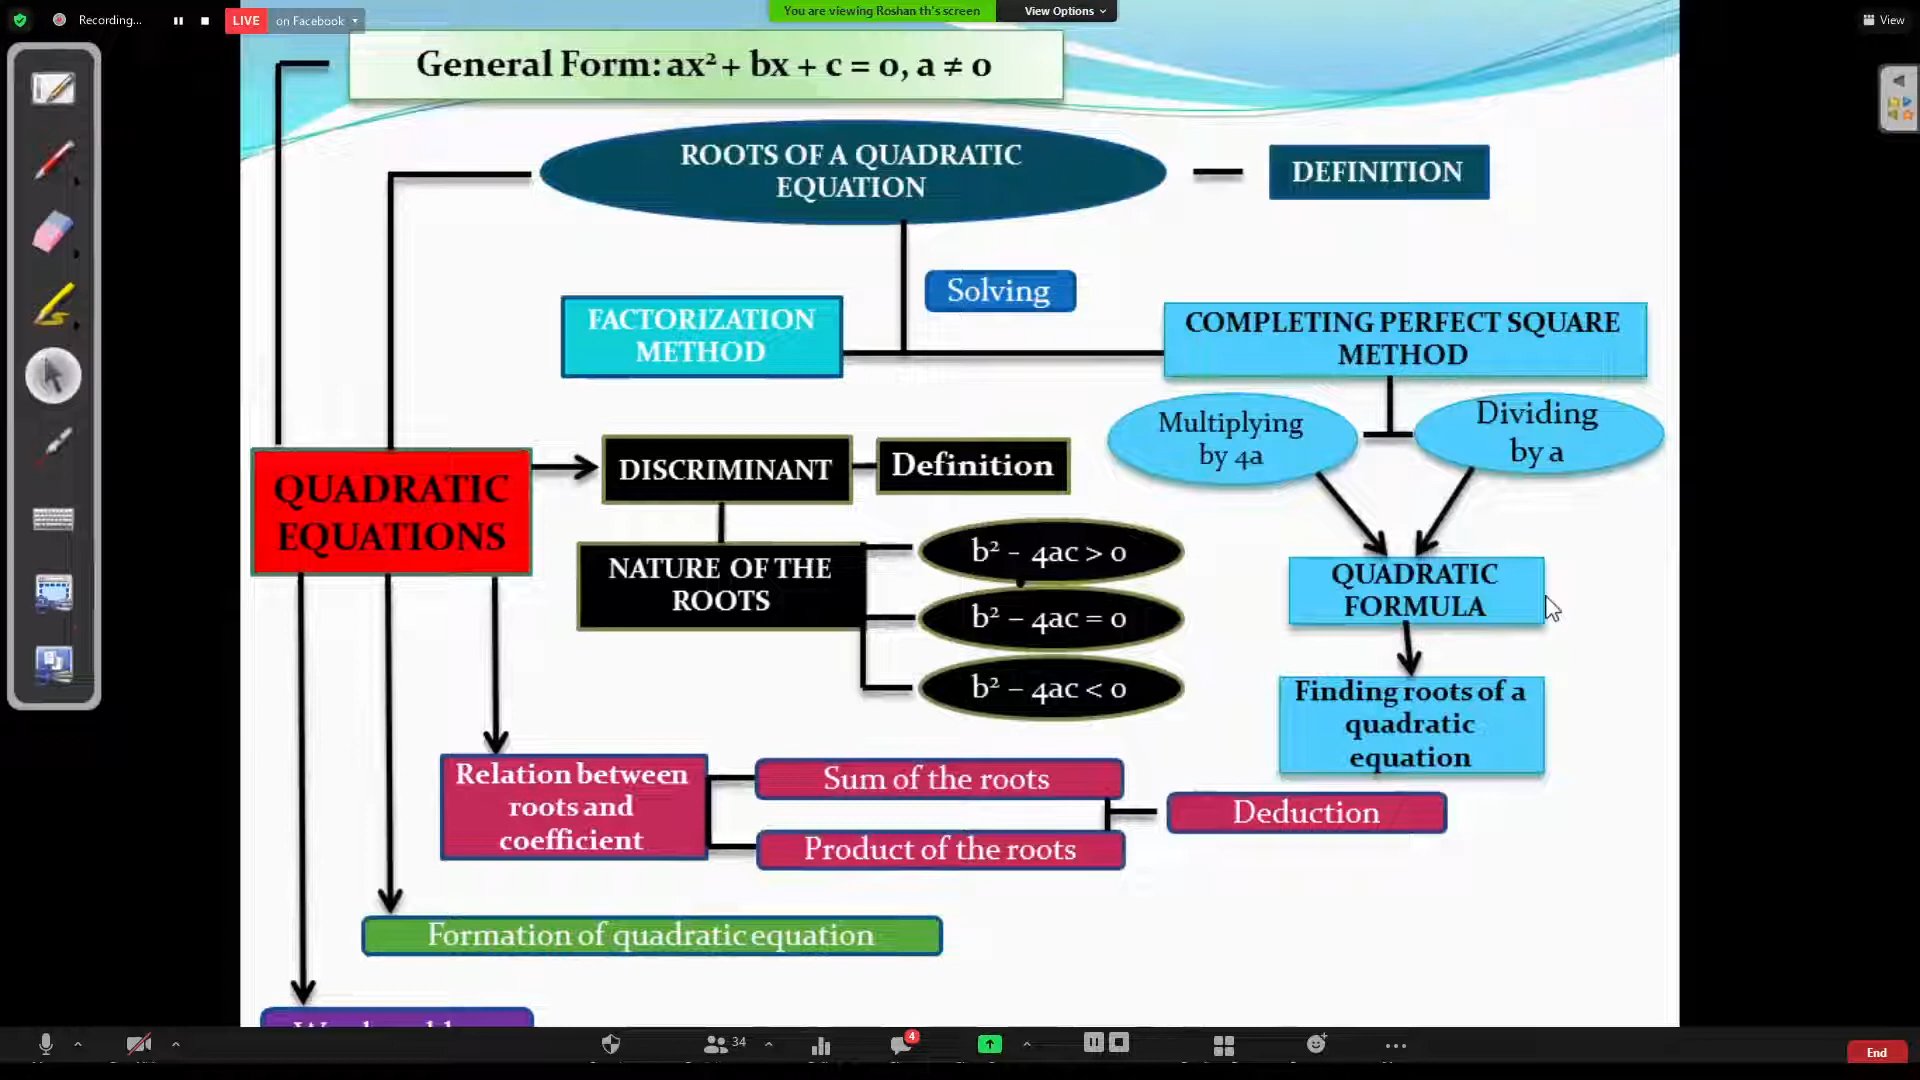 Recording...
LIVE on Facebook
You are viewing Roshan th's screen
View Options
View
General Form: ax² + bx + c = 0, a ≠ 0
ROOTS OF A QUADRATIC
EQUATION
DEFINITION
Solving
FACTORIZATION
METHOD
COMPLETING PERFECT SQUARE
METHOD
Multiplying
by 4a
Dividing
by a
QUADRATIC
EQUATIONS
DISCRIMINANT
Definition
NATURE OF THE
ROOTS
b² - 4ac > 0
b² – 4ac = 0
b² – 4ac < 0
QUADRATIC
FORMULA
Finding roots of a
quadratic
equation
Relation between
roots and
coefficient
Sum of the roots
Product of the roots
Deduction
Formation of quadratic equation
34
4
End